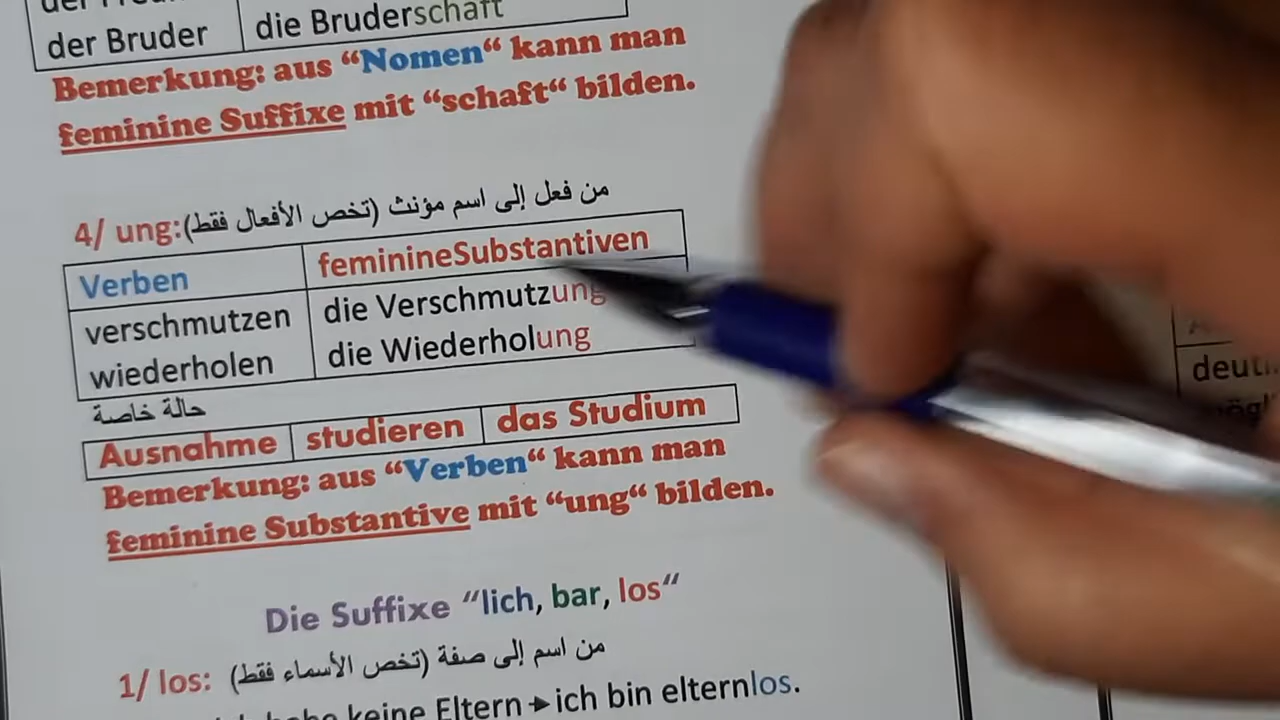 der Bruder die Bruderschaft
Bemerkung: aus “Nomen“ kann man
feminine Suffixe mit “schaft“ bilden.
4/ ung:(من فعل إلى اسم مؤنث (تخص الأفعال فقط
Verben feminineSubstantiven
verschmutzen die Verschmutzung
wiederholen die Wiederholung
حالة خاصة
Ausnahme studieren das Studium
Bemerkung: aus “Verben“ kann man
feminine Substantive mit “ung“ bilden.
Die Suffixe “lich, bar, los“
1/ los: من اسم إلى صفة (تخص الأسماء فقط)
keine Eltern → ich bin elternlos.